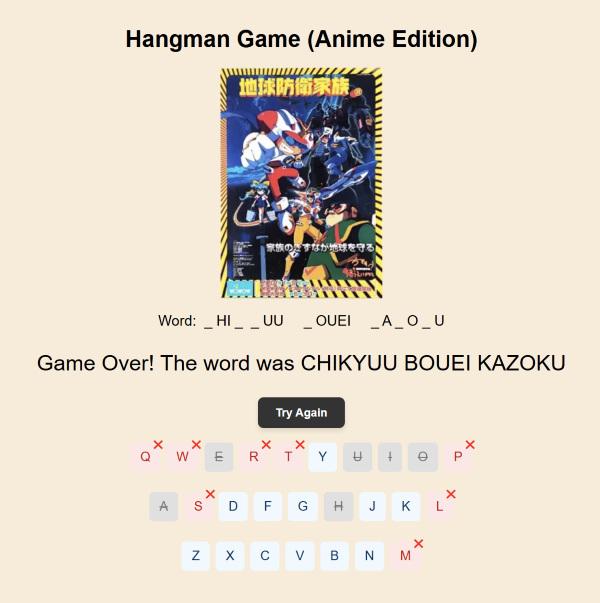 Hangman Game (Anime Edition)
地球防衛家族
家族のきずなが地球を守る
WOWOW
Word: _ HI _ _ UU _ OUEI _ A _ O _ U
Game Over! The word was CHIKYUU BOUEI KAZOKU
Try Again
Q W E R T Y U I O P
A S D F G H J K L
Z X C V B N M